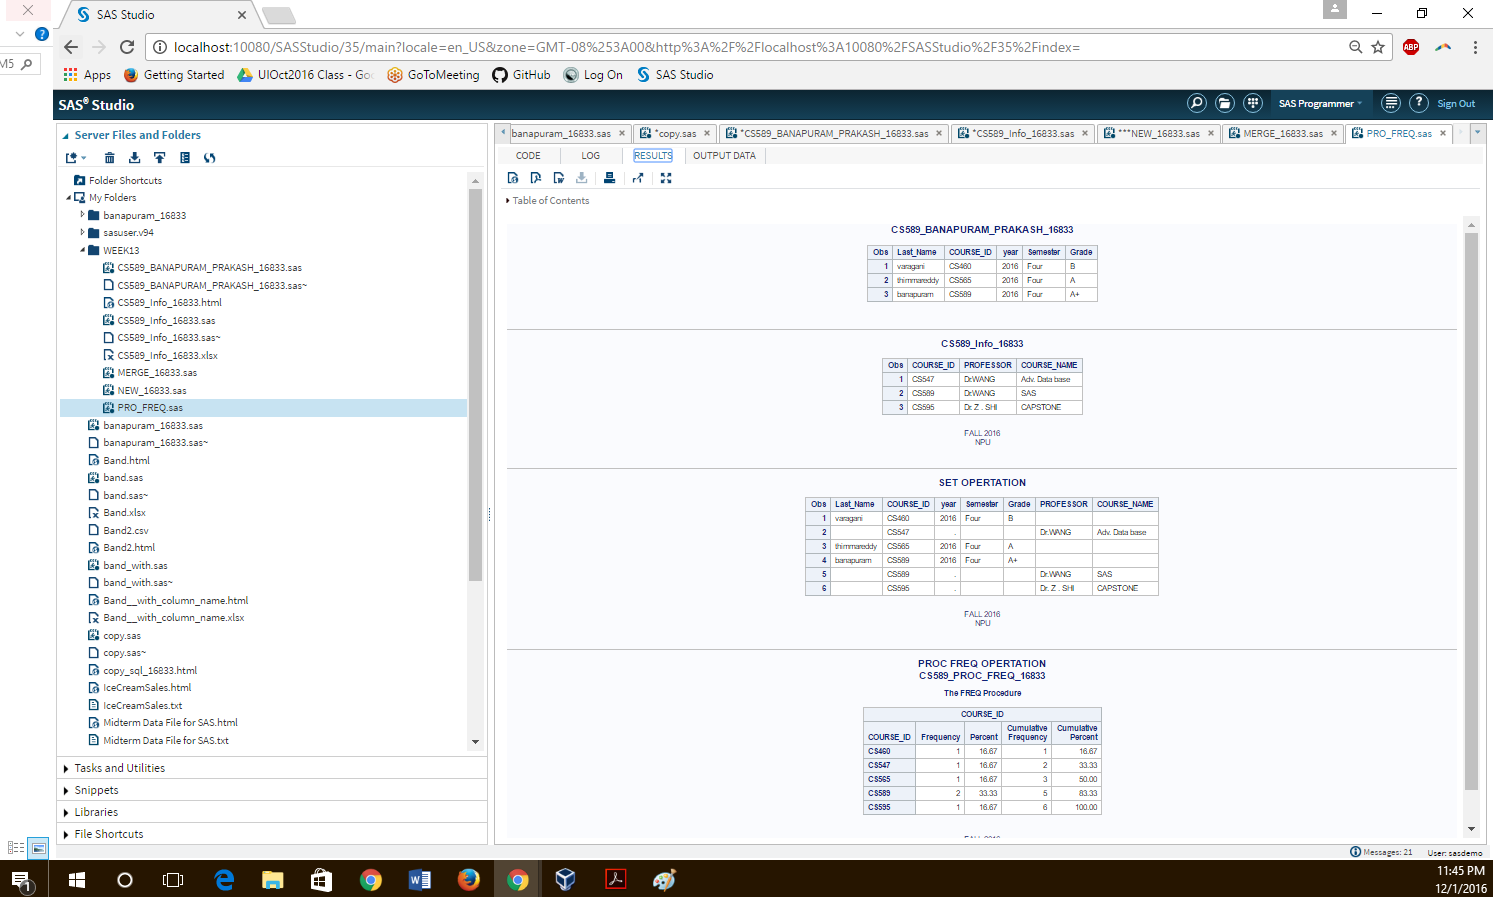 SAS Studio
M5
localhost:10080/SASStudio/35/main?locale=en_US&zone=GMT-08%253A00&http%3A%2F%2Flocalhost%3A10080%2FSASStudio%2F35%2Findex=
ABP
Apps Getting Started UIOct2016 Class - Goo GoToMeeting GitHub Log On SAS Studio
SAS® Studio
SAS Programmer
Sign Out
Server Files and Folders
Folder Shortcuts
My Folders
banapuram_16833
sasuser.v94
WEEK13
CS589_BANAPURAM_PRAKASH_16833.sas
CS589_BANAPURAM_PRAKASH_16833.sas~
CS589_Info_16833.html
CS589_Info_16833.sas
CS589_Info_16833.sas~
CS589_Info_16833.xlsx
MERGE_16833.sas
NEW_16833.sas
PRO_FREQ.sas
banapuram_16833.sas
banapuram_16833.sas~
Band.html
band.sas
band.sas~
Band.xlsx
Band2.csv
Band2.html
band_with.sas
band_with.sas~
Band__with_column_name.html
Band__with_column_name.xlsx
copy.sas
copy.sas~
copy_sql_16833.html
IceCreamSales.html
IceCreamSales.txt
Midterm Data File for SAS.html
Midterm Data File for SAS.txt
Tasks and Utilities
Snippets
Libraries
File Shortcuts
banapuram_16833.sas *copy.sas *CS589_BANAPURAM_PRAKASH_16833.sas *CS589_Info_16833.sas ***NEW_16833.sas MERGE_16833.sas PRO_FREQ.sas
CODE LOG RESULTS OUTPUT DATA
Table of Contents
CS589_BANAPURAM_PRAKASH_16833
Obs Last_Name COURSE_ID year Semester Grade
1 varagani CS460 2016 Four B
2 thimmareddy CS565 2016 Four A
3 banapuram CS589 2016 Four A+
CS589_Info_16833
Obs COURSE_ID PROFESSOR COURSE_NAME
1 CS547 Dr.WANG Adv. Data base
2 CS589 Dr.WANG SAS
3 CS595 Dr. Z . SHI CAPSTONE
FALL 2016
NPU
SET OPERTATION
Obs Last_Name COURSE_ID year Semester Grade PROFESSOR COURSE_NAME
1 varagani CS460 2016 Four B
2 CS547 . Dr.WANG Adv. Data base
3 thimmareddy CS565 2016 Four A
4 banapuram CS589 2016 Four A+
5 CS589 . Dr.WANG SAS
6 CS595 . Dr. Z . SHI CAPSTONE
FALL 2016
NPU
PROC FREQ OPERTATION
CS589_PROC_FREQ_16833
The FREQ Procedure
COURSE_ID
COURSE_ID Frequency Percent Cumulative Frequency Cumulative Percent
CS460 1 16.67 1 16.67
CS547 1 16.67 2 33.33
CS565 1 16.67 3 50.00
CS589 2 33.33 5 83.33
CS595 1 16.67 6 100.00
Messages: 21 User: sasdemo
1
11:45 PM
12/1/2016